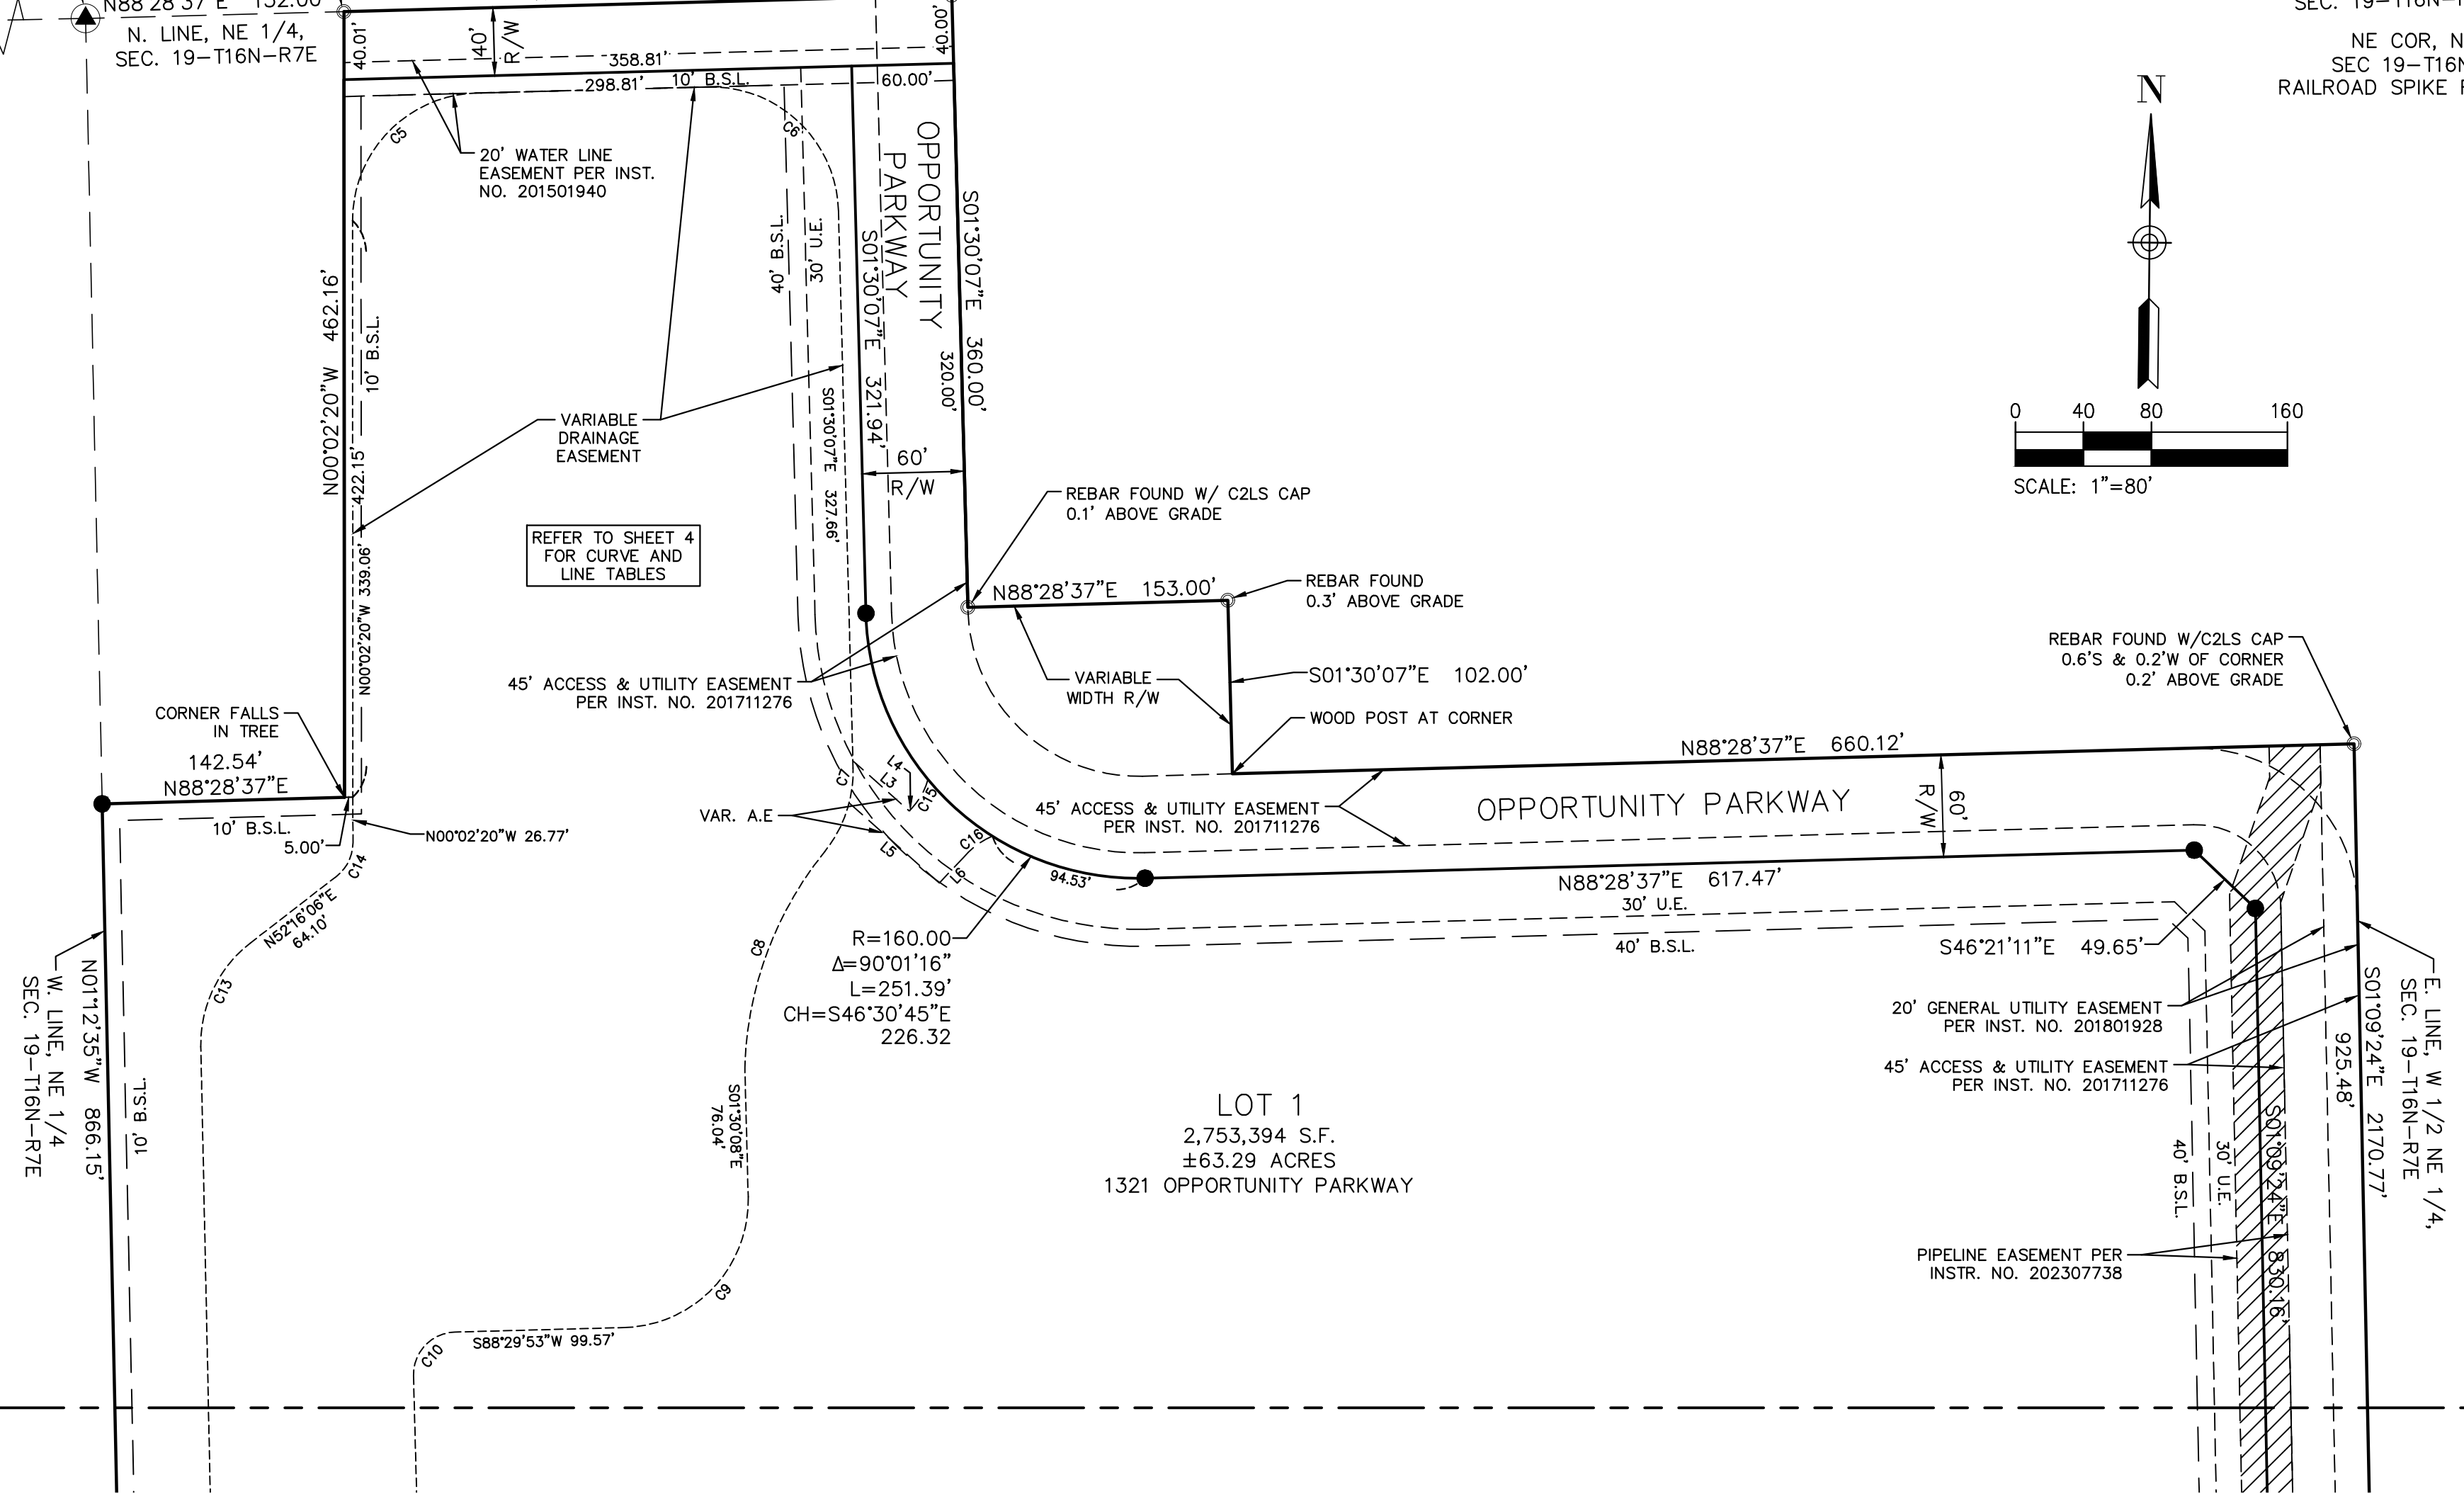 N88°28'37"E 152.00'
N. LINE, NE 1/4,
SEC. 19-T16N-R7E
40.01'
40'
R/W
40.00'
358.81'
298.81'
10' B.S.L.
60.00'
C5
C6
20' WATER LINE
EASEMENT PER INST.
NO. 201501940
OPPORTUNITY
PARKWAY
S01°30'07"E 360.00'
320.00'
S01°30'07"E 321.94'
40' B.S.L.
30' U.E.
S01°30'07"E 327.66'
N00°02'20"W 462.16'
10' B.S.L.
422.15'
N00°02'20"W 339.06'
VARIABLE
DRAINAGE
EASEMENT
60'
R/W
REFER TO SHEET 4
FOR CURVE AND
LINE TABLES
NE COR, N
SEC 19-T16N
RAILROAD SPIKE
N
0 40 80 160
SCALE: 1"=80'
REBAR FOUND W/ C2LS CAP
0.1' ABOVE GRADE
N88°28'37"E 153.00'
REBAR FOUND
0.3' ABOVE GRADE
VARIABLE
WIDTH R/W
S01°30'07"E 102.00'
WOOD POST AT CORNER
REBAR FOUND W/C2LS CAP
0.6'S & 0.2'W OF CORNER
0.2' ABOVE GRADE
45' ACCESS & UTILITY EASEMENT
PER INST. NO. 201711276
CORNER FALLS
IN TREE
142.54'
N88°28'37"E
10' B.S.L.
5.00'
N00°02'20"W 26.77'
C14
N52°16'06"E
64.10'
C13
VAR. A.E
L4
L3
C7
C15
L5
C16
L6
94.53'
N88°28'37"E 660.12'
45' ACCESS & UTILITY EASEMENT
PER INST. NO. 201711276
OPPORTUNITY PARKWAY
60'
R/W
N88°28'37"E 617.47'
30' U.E.
40' B.S.L.
R=160.00
Δ=90°01'16"
L=251.39'
CH=S46°30'45"E
226.32
C8
S46°21'11"E 49.65'
20' GENERAL UTILITY EASEMENT
PER INST. NO. 201801928
45' ACCESS & UTILITY EASEMENT
PER INST. NO. 201711276
W. LINE, NE 1/4
SEC. 19-T16N-R7E
N01°12'35"W 866.15'
10' B.S.L.
S01°30'08"E
76.04'
LOT 1
2,753,394 S.F.
±63.29 ACRES
1321 OPPORTUNITY PARKWAY
E. LINE, W 1/2 NE 1/4,
SEC. 19-T16N-R7E
S01°09'24"E 2170.77'
925.48'
40' B.S.L.
30' U.E.
S01°09'24"E 830.16'
PIPELINE EASEMENT PER
INSTR. NO. 202307738
C9
S88°29'53"W 99.57'
C10